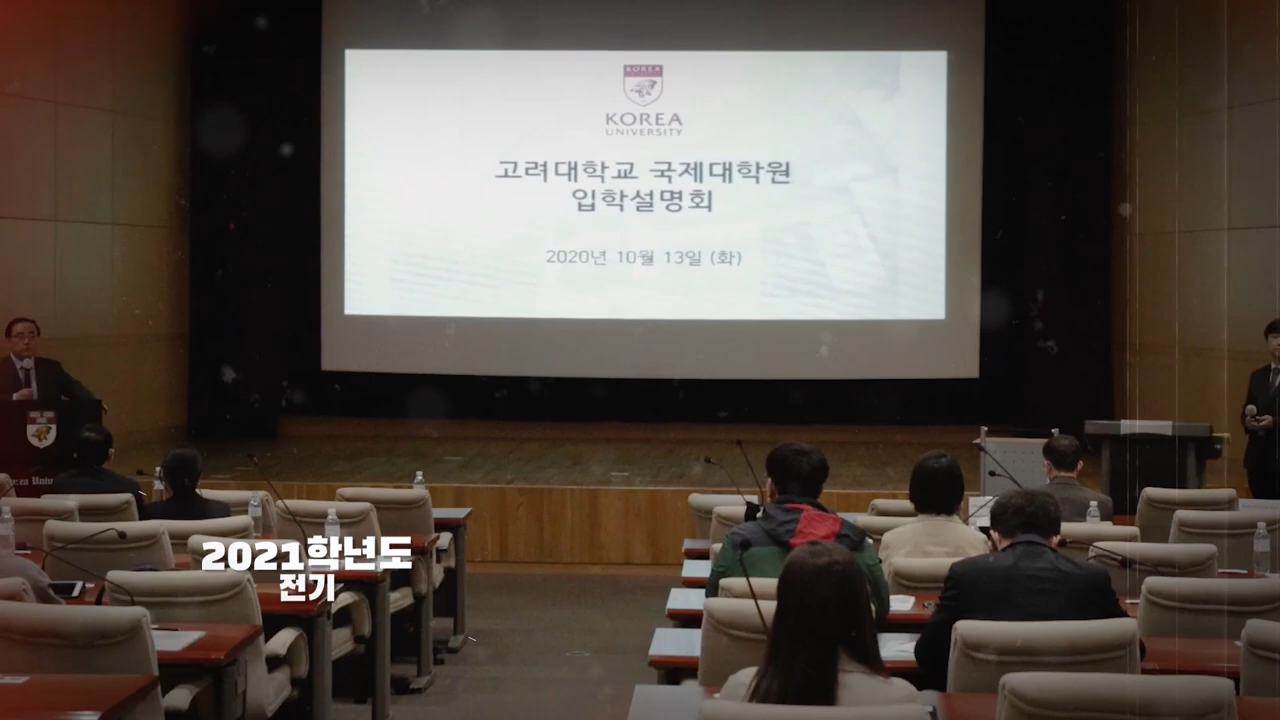 KOREA
KOREA
UNIVERSITY
고려대학교 국제대학원
입학설명회
2020년 10월 13일 (화)
2021학년도
전기